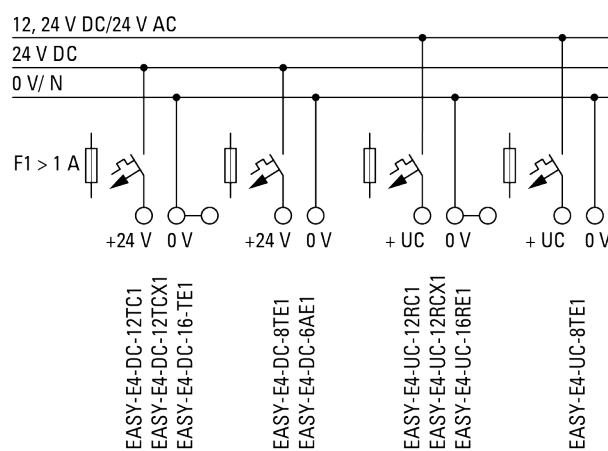 12, 24 V DC/24 V AC
24 V DC
0 V/ N
F1 > 1 A
+24 V 0 V
+24 V 0 V
+ UC 0 V
+ UC 0 V
EASY-E4-DC-12TC1
EASY-E4-DC-12TCX1
EASY-E4-DC-16-TE1
EASY-E4-DC-8TE1
EASY-E4-DC-6AE1
EASY-E4-UC-12RC1
EASY-E4-UC-12RCX1
EASY-E4-UC-16RE1
EASY-E4-UC-8TE1